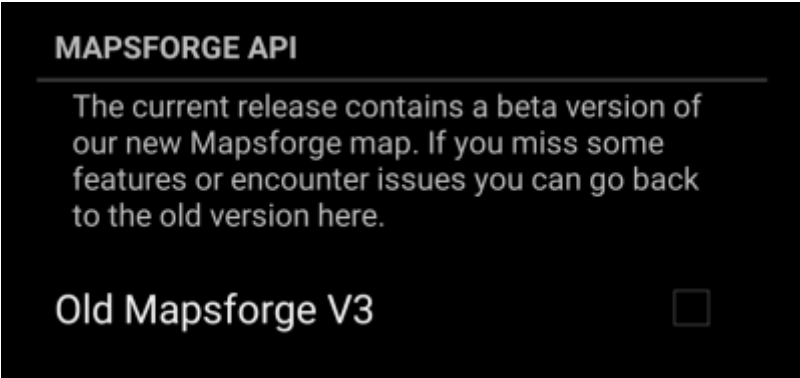 MAPSFORGE API
The current release contains a beta version of
our new Mapsforge map. If you miss some
features or encounter issues you can go back
to the old version here.
Old Mapsforge V3